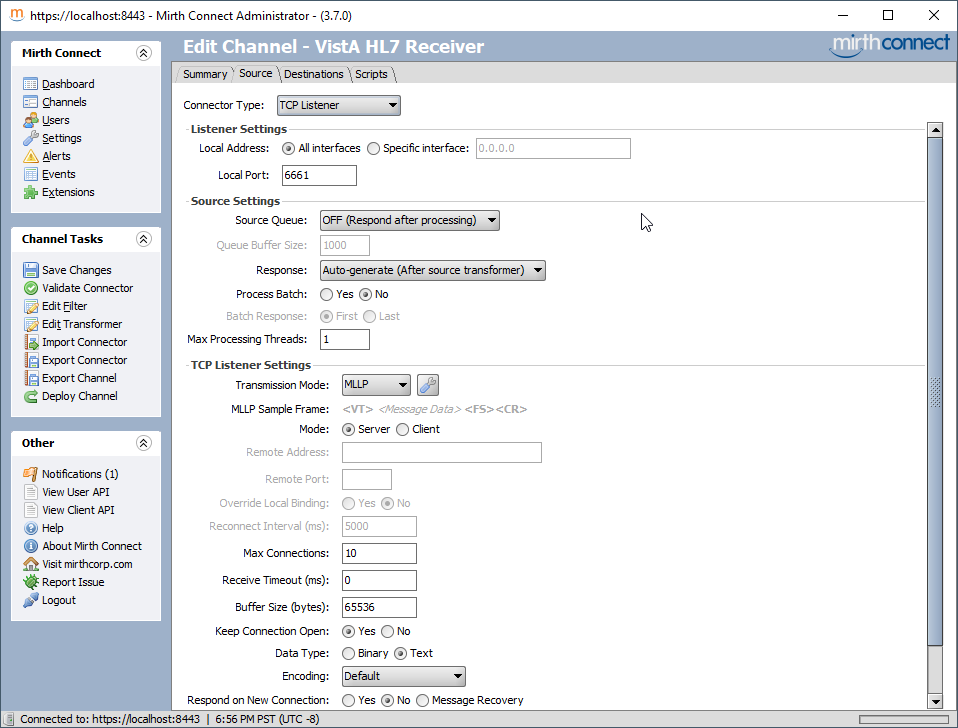 https://localhost:8443 - Mirth Connect Administrator - (3.7.0)
Mirth Connect
Dashboard
Channels
Users
Settings
Alerts
Events
Extensions
Channel Tasks
Save Changes
Validate Connector
Edit Filter
Edit Transformer
Import Connector
Export Connector
Export Channel
Deploy Channel
Other
Notifications (1)
View User API
View Client API
Help
About Mirth Connect
Visit mirthcorp.com
Report Issue
Logout
Edit Channel - VistA HL7 Receiver
mirthconnect
Summary Source Destinations Scripts
Connector Type: TCP Listener
Listener Settings
Local Address: All interfaces Specific interface: 0.0.0.0
Local Port: 6661
Source Settings
Source Queue: OFF (Respond after processing)
Queue Buffer Size: 1000
Response: Auto-generate (After source transformer)
Process Batch: Yes No
Batch Response: First Last
Max Processing Threads: 1
TCP Listener Settings
Transmission Mode: MLLP
MLLP Sample Frame: <VT> <Message Data> <FS><CR>
Mode: Server Client
Remote Address:
Remote Port:
Override Local Binding: Yes No
Reconnect Interval (ms): 5000
Max Connections: 10
Receive Timeout (ms): 0
Buffer Size (bytes): 65536
Keep Connection Open: Yes No
Data Type: Binary Text
Encoding: Default
Respond on New Connection: Yes No Message Recovery
Connected to: https://localhost:8443 | 6:56 PM PST (UTC -8)